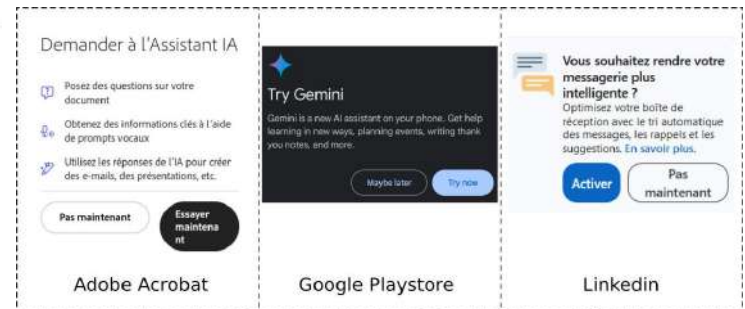 Demander à l'Assistant IA
Posez des questions sur votre
document
Obtenez des informations clés à l'aide
de prompts vocaux
Utilisez les réponses de l'IA pour créer
des e-mails, des présentations, etc.
Pas maintenant
Essayer
maintena
nt
Adobe Acrobat
Try Gemini
Gemini is a new AI assistant on your phone. Get help
learning in new ways, planning events, writing thank
you notes, and more.
Maybe later
Try now
Google Playstore
Vous souhaitez rendre votre
messagerie plus
intelligente ?
Optimisez votre boîte de
réception avec le tri automatique
des messages, les rappels et les
suggestions. En savoir plus.
Activer
Pas
maintenant
Linkedin